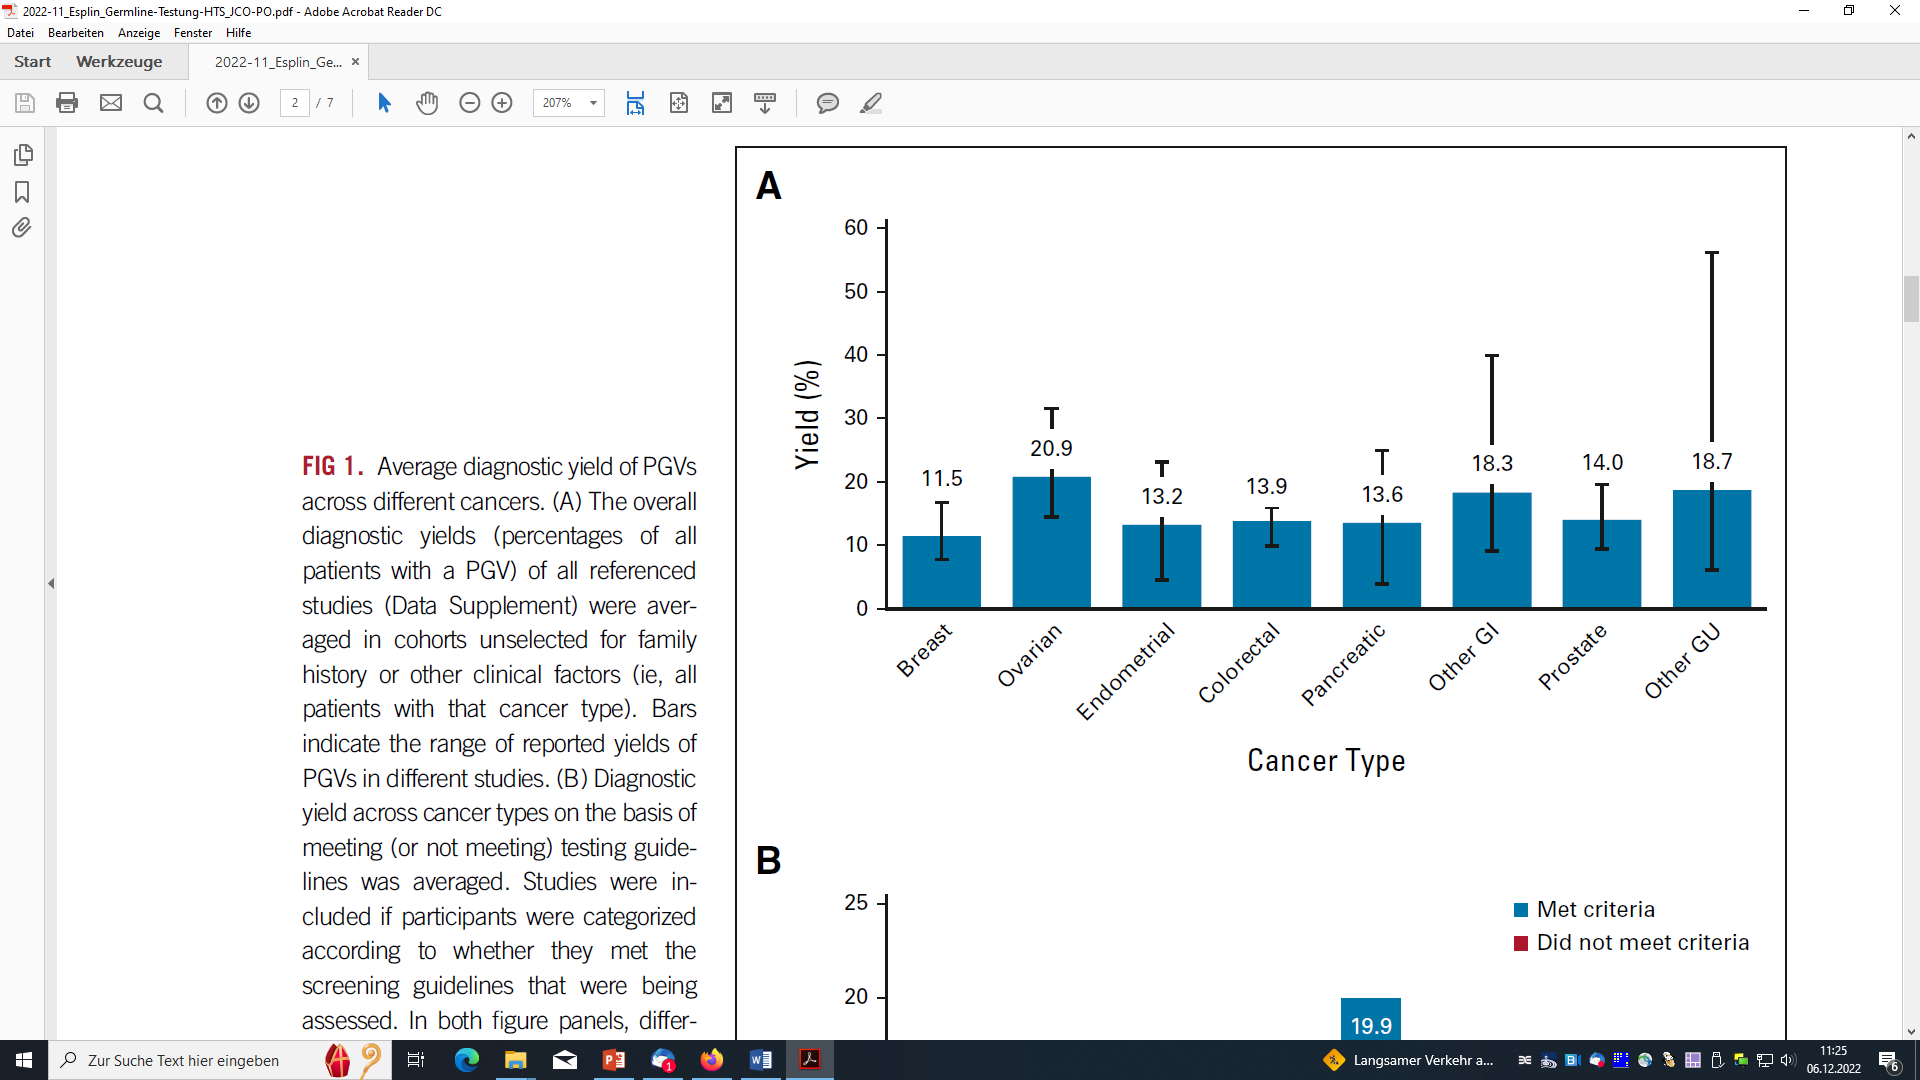 2022-11_Esplin_Germline-Testung-HTS_JCO-PO.pdf - Adobe Acrobat Reader DC
Datei Bearbeiten Anzeige Fenster Hilfe
Start Werkzeuge 2022-11_Esplin_Ge... ×
2 / 7 207%
FIG 1. Average diagnostic yield of PGVs
across different cancers. (A) The overall
diagnostic yields (percentages of all
patients with a PGV) of all referenced
studies (Data Supplement) were aver-
aged in cohorts unselected for family
history or other clinical factors (ie, all
patients with that cancer type). Bars
indicate the range of reported yields of
PGVs in different studies. (B) Diagnostic
yield across cancer types on the basis of
meeting (or not meeting) testing guide-
lines was averaged. Studies were in-
cluded if participants were categorized
according to whether they met the
screening guidelines that were being
assessed. In both figure panels, differ-
A
60
50
40
30
20
10
0
Yield (%)
11.5
20.9
13.2
13.9
13.6
18.3
14.0
18.7
Breast
Ovarian
Endometrial
Colorectal
Pancreatic
Other GI
Prostate
Other GU
Cancer Type
B
25
20
Met criteria
Did not meet criteria
19.9
Zur Suche Text hier eingeben
1
Langsamer Verkehr a...
11:25
06.12.2022
6